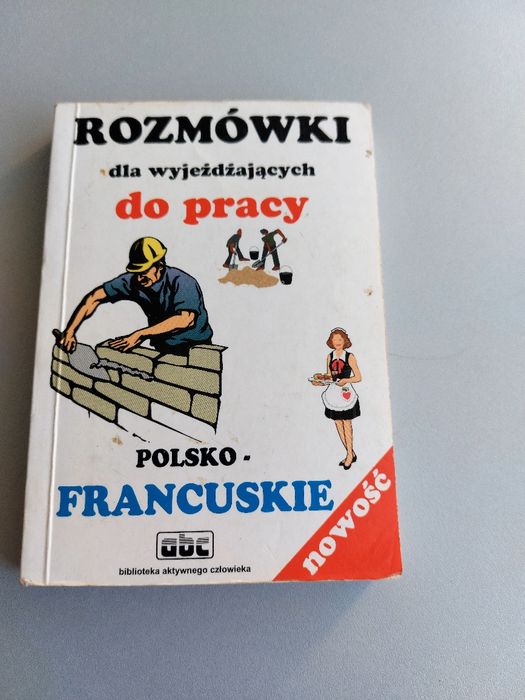 ROZMÓWKI
dla wyjeżdżających
do pracy
POLSKO -
FRANCUSKIE
nowość
abc
biblioteka aktywnego człowieka